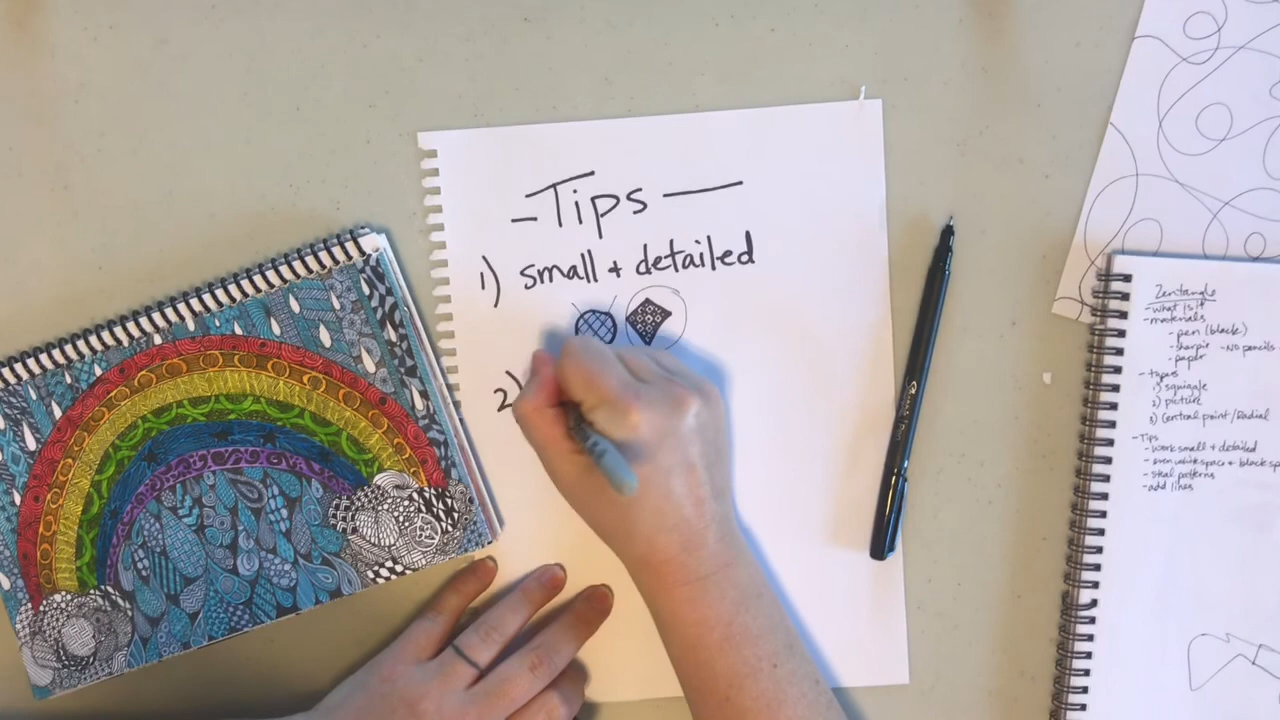 - Tips —
1) small + detailed
2)
Sharpie Pen
Zentangle
- what is it
- materials
- pen (black)
- sharpie - No pencils
- paper
- types
1) squiggle
2) picture
3) Central point/Radial
- Tips
- work small + detailed
- even white space + black sp
- steal patterns
- add lines